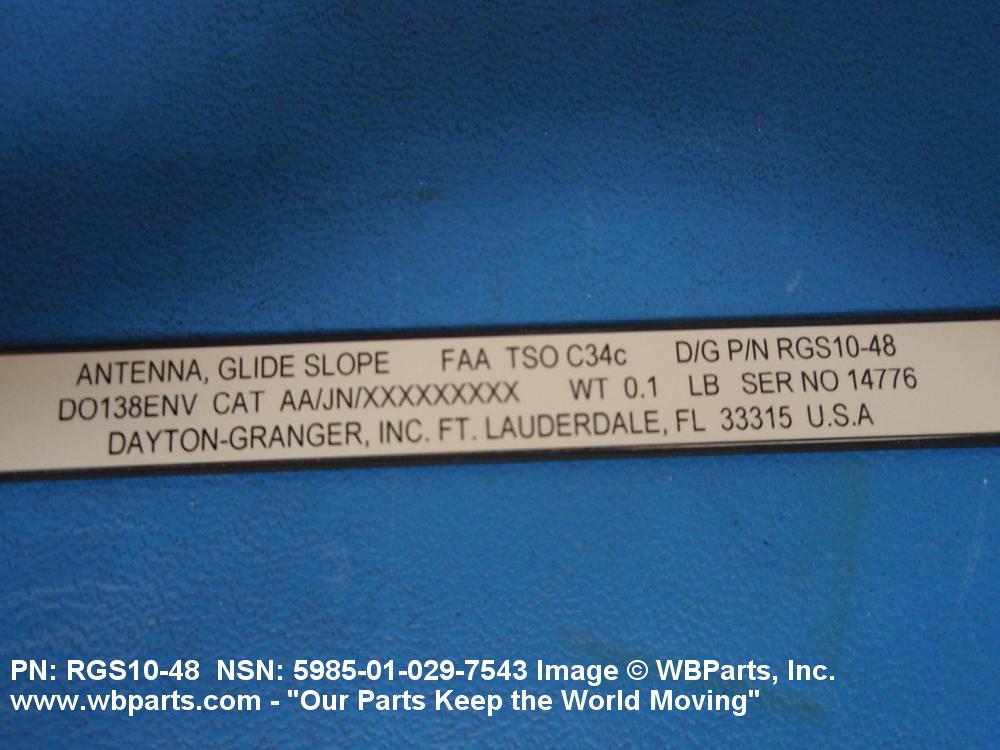 ANTENNA, GLIDE SLOPE FAA TSO C34c D/G P/N RGS10-48
DO138ENV CAT AA/JN/XXXXXXXXX WT 0.1 LB SER NO 14776
DAYTON-GRANGER, INC. FT. LAUDERDALE, FL 33315 U.S.A
PN: RGS10-48 NSN: 5985-01-029-7543 Image © WBParts, Inc.
www.wbparts.com - "Our Parts Keep the World Moving"